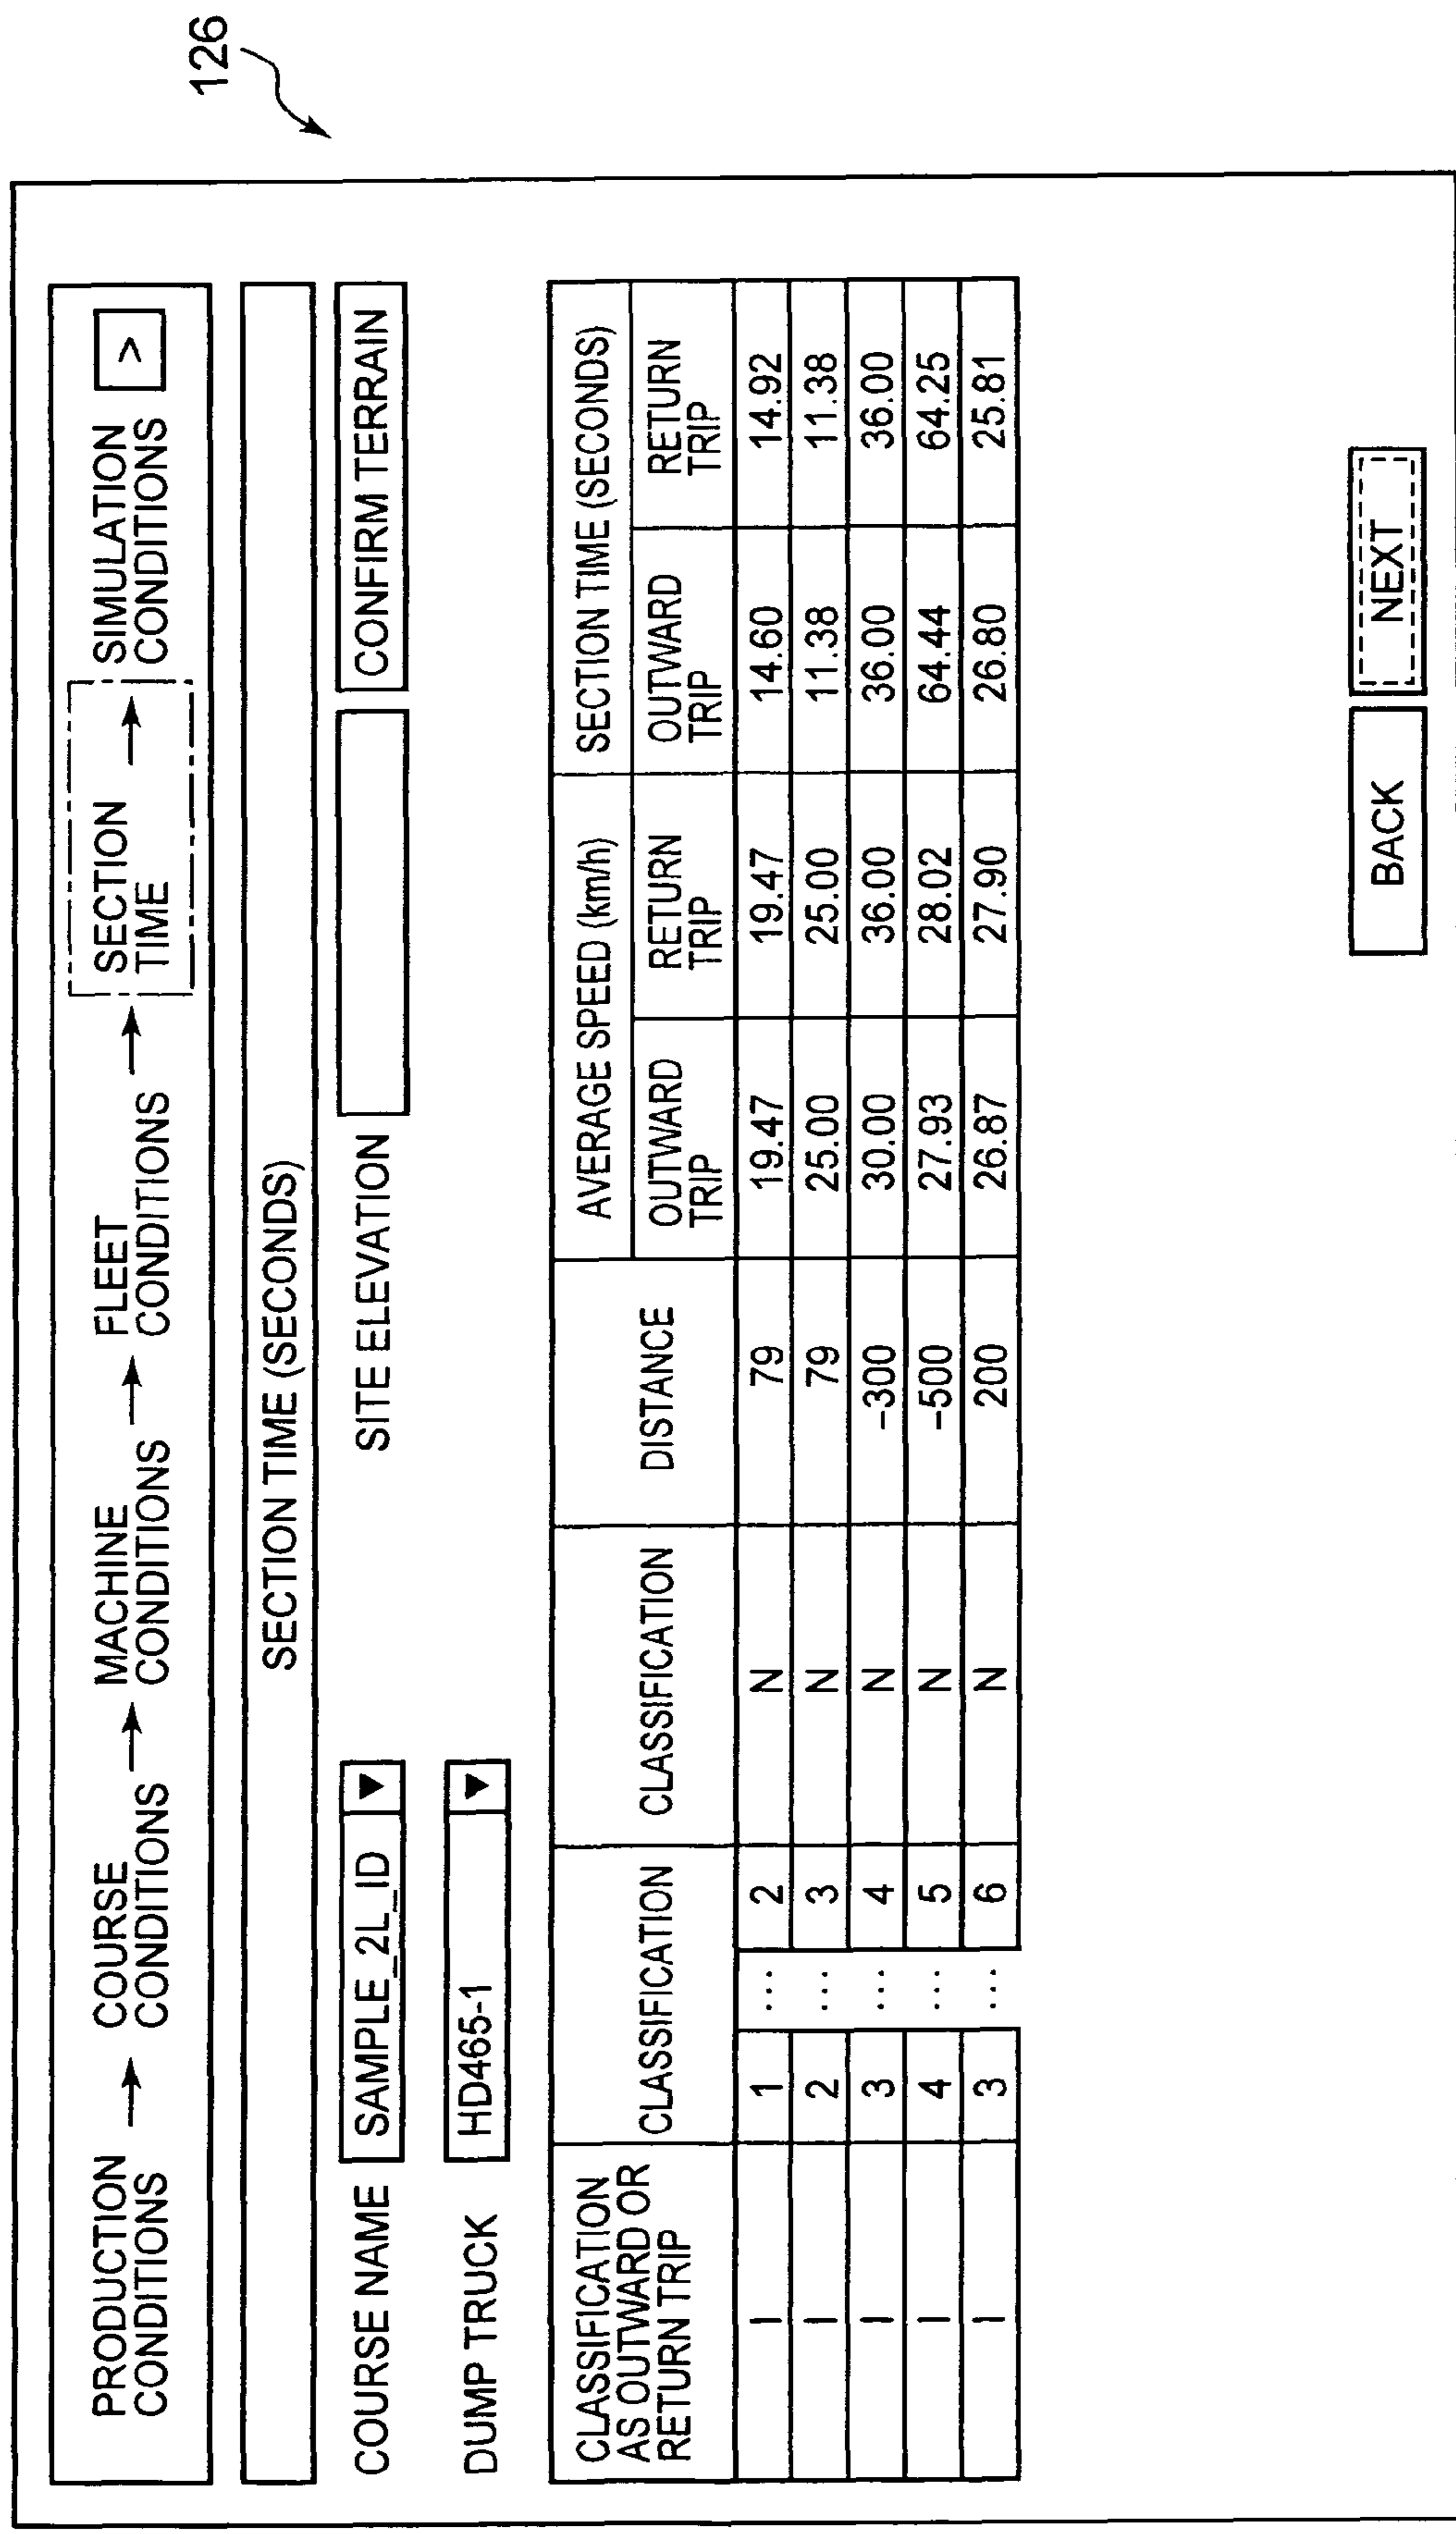 126
PRODUCTION CONDITIONS → COURSE CONDITIONS → MACHINE CONDITIONS → FLEET CONDITIONS → SECTION TIME → SIMULATION CONDITIONS >
SECTION TIME (SECONDS)
COURSE NAME SAMPLE_2L_ID ▼ SITE ELEVATION CONFIRM TERRAIN
DUMP TRUCK HD465-1 ▼
CLASSIFICATION AS OUTWARD OR RETURN TRIP CLASSIFICATION CLASSIFICATION DISTANCE AVERAGE SPEED (km/h) SECTION TIME (SECONDS)
OUTWARD TRIP RETURN TRIP OUTWARD TRIP RETURN TRIP
I 1 ... 2 N 79 19.47 19.47 14.60 14.92
I 2 ... 3 N 79 25.00 25.00 11.38 11.38
I 3 ... 4 N -300 30.00 36.00 36.00 36.00
I 4 ... 5 N -500 27.93 28.02 64.44 64.25
I 3 ... 6 N 200 26.87 27.90 26.80 25.81
BACK NEXT